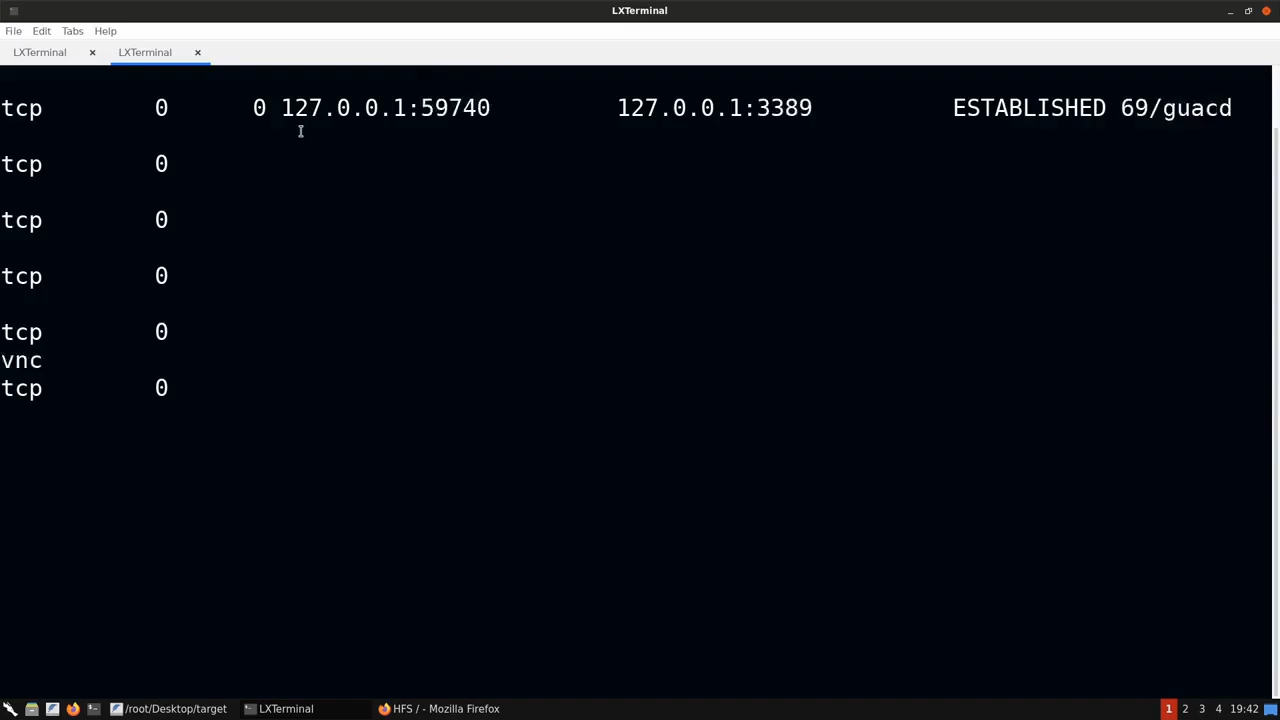 LXTerminal
File Edit Tabs Help
LXTerminal × LXTerminal ×
tcp 0 0 127.0.0.1:59740 127.0.0.1:3389 ESTABLISHED 69/guacd
tcp 0
tcp 0
tcp 0
tcp 0
vnc
tcp 0
/root/Desktop/target LXTerminal HFS / - Mozilla Firefox 1 2 3 4 19:42